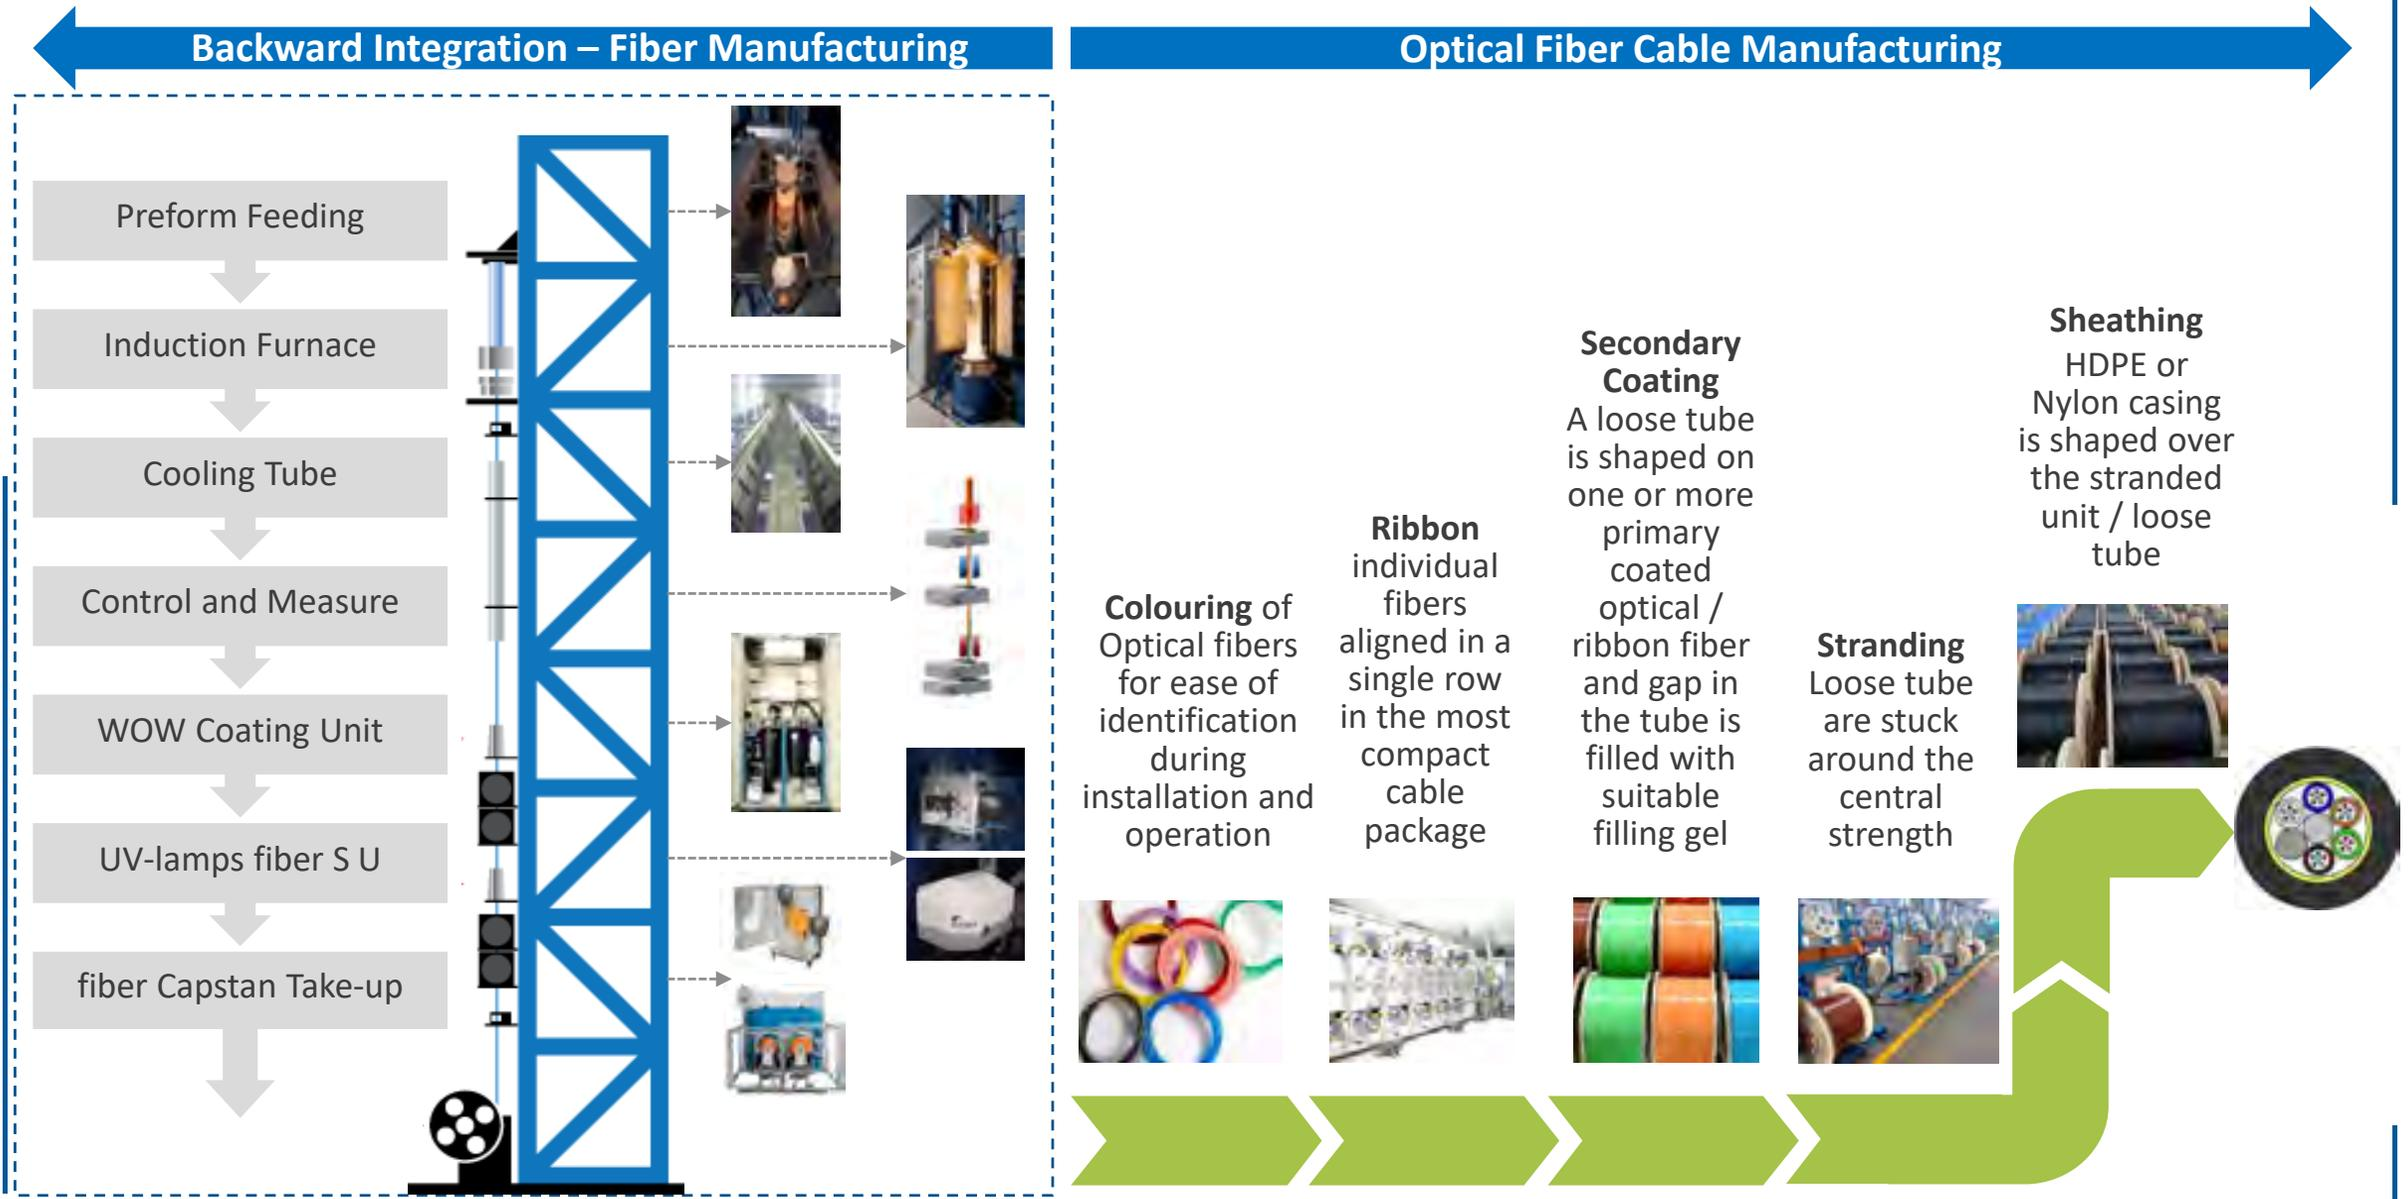 Backward Integration – Fiber Manufacturing
Optical Fiber Cable Manufacturing
Preform Feeding
Induction Furnace
Cooling Tube
Control and Measure
WOW Coating Unit
UV-lamps fiber S U
fiber Capstan Take-up
Colouring of
Optical fibers
for ease of
identification
during
installation and
operation
Ribbon
individual
fibers
aligned in a
single row
in the most
compact
cable
package
Secondary
Coating
A loose tube
is shaped on
one or more
primary
coated
optical /
ribbon fiber
and gap in
the tube is
filled with
suitable
filling gel
Stranding
Loose tube
are stuck
around the
central
strength
Sheathing
HDPE or
Nylon casing
is shaped over
the stranded
unit / loose
tube